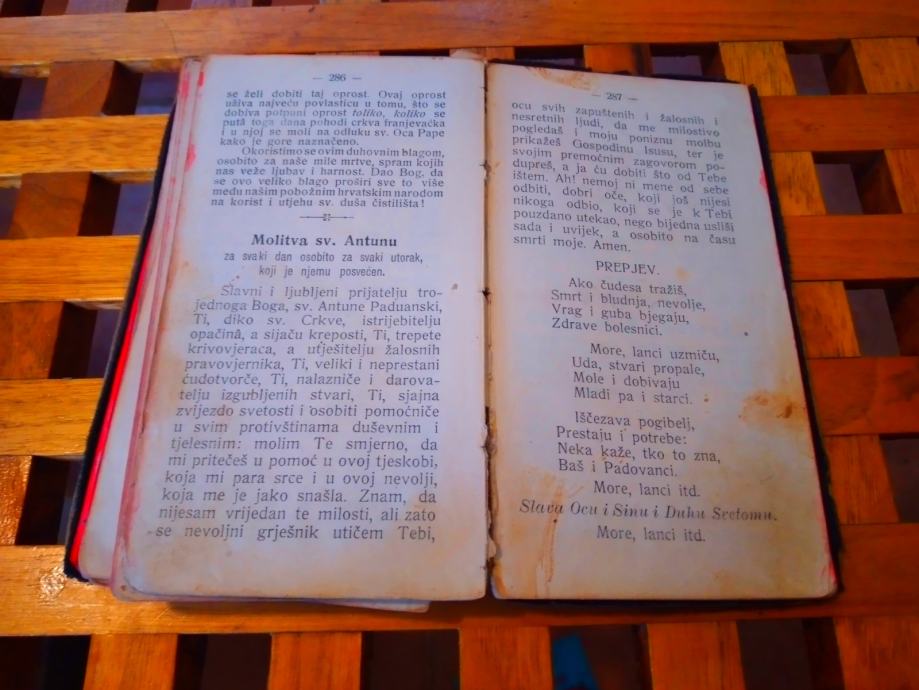 — 286 —
se želi dobiti taj oprost. Ovaj oprost
uživa najveću povlasticu u tomu, što se
dobiva potpuni oprost toliko, koliko se
putâ toga dana pohodi crkva franjevačka
i u njoj se moli na odluku sv. Oca Pape
kako je gore naznačeno.
Okoristimo se ovim duhovnim blagom,
osobito za naše mile mrtve, spram kojih
nas veže ljubav i harnost. Dao Bog, da
se ovo veliko blago proširi sve to više
među našim pobožnim hrvatskim narodom
na korist i utjehu sv. duša čistilišta!
Molitva sv. Antunu
za svaki dan osobito za svaki utorak,
koji je njemu posvećen.
Slavni i ljubljeni prijatelju tro-
jednoga Boga, sv. Antune Paduanski,
Ti, diko sv. Crkve, istrijebitelju
opačinâ, a sijaču kreposti, Ti, trepete
krivovjeraca, a utješitelju žalosnih
pravovjernika, Ti, veliki i neprestani
čudotvorče, Ti, nalazniče i darova-
telju izgubljenih stvari, Ti, sjajna
zvijezdo svetosti i osobiti pomoćniče
u svim protivštinama duševnim i
tjelesnim: molim Te smjerno, da
mi pritečeš u pomoć u ovoj tjeskobi,
koja mi para srce i u ovoj nevolji,
koja me je jako snašla. Znam, da
nijesam vrijedan te milosti, ali zato
se nevoljni grješnik utičem Tebi,
— 287 —
ocu svih zapuštenih i žalosnih i
nesretnih ljudi, da me milostivo
pogledaš i moju poniznu molbu
prikažeš Gospodinu Isusu, ter je
svojim premoćnim zagovorom po-
dupreš, a ja ću dobiti što od Tebe
ištem. Ah! nemoj ni mene od sebe
odbiti, dobri oče, koji još nijesi
nikoga odbio, koji se je k Tebi
pouzdano utekao, nego bijedna usliši
sada i uvijek, a osobito na času
smrti moje. Amen.
PREPJEV.
Ako čudesa tražiš,
Smrt i bludnja, nevolje,
Vrag i guba bjegaju,
Zdrave bolesnici.
More, lanci uzmiču,
Uda, stvari propale,
Mole i dobivaju
Mladi pa i starci.
Iščezava pogibelj,
Prestaju i potrebe:
Neka kaže, tko to zna,
Baš i Padovanci.
More, lanci itd.
Slava Ocu i Sinu i Duhu Svetomu.
More, lanci itd.